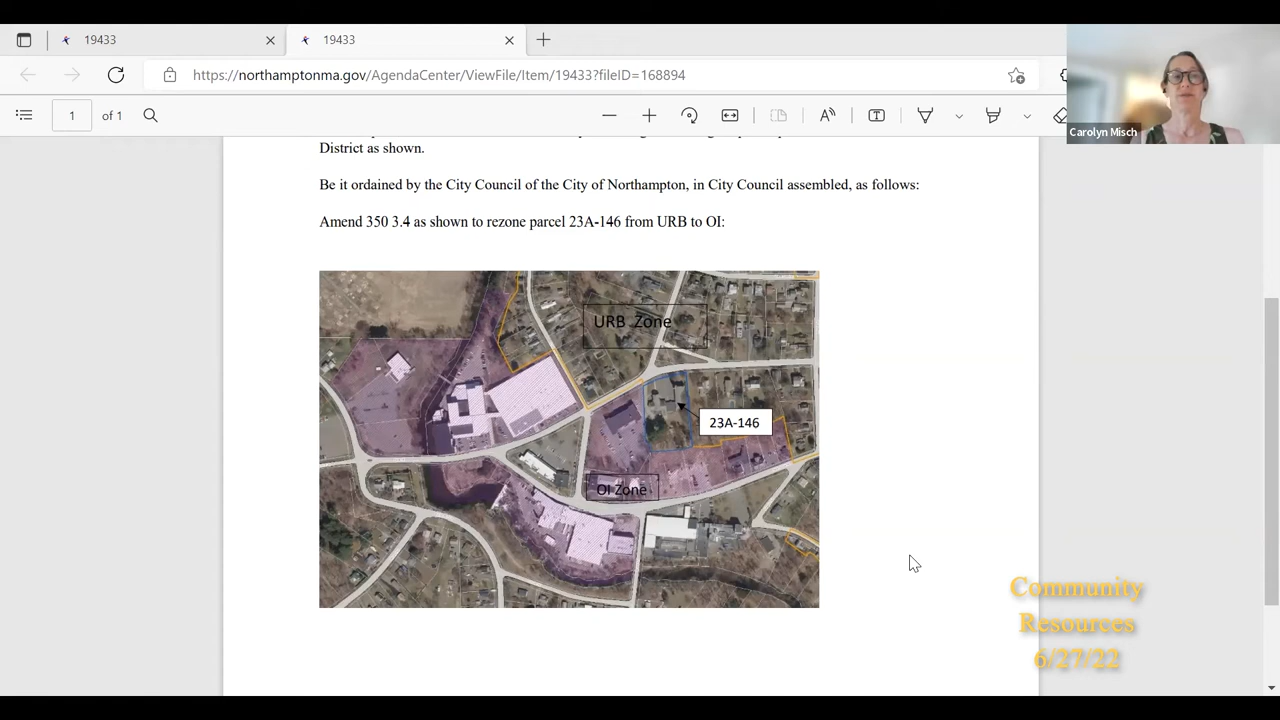 19433
19433
https://northamptonma.gov/AgendaCenter/ViewFile/Item/19433?fileID=168894
1 of 1
Carolyn Misch
District as shown.
Be it ordained by the City Council of the City of Northampton, in City Council assembled, as follows:
Amend 350 3.4 as shown to rezone parcel 23A-146 from URB to OI:
URB Zone
23A-146
OI Zone
Community
Resources
6/27/22